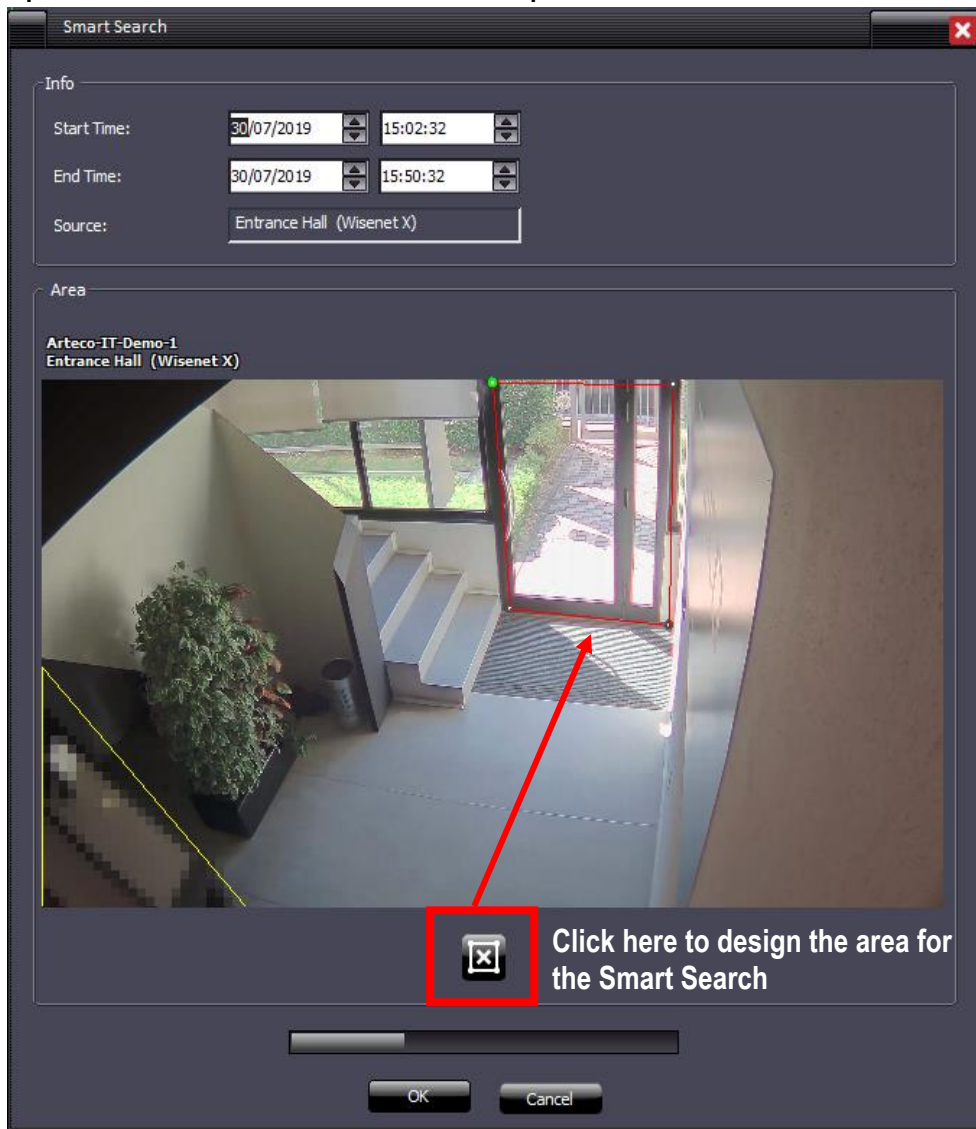 Smart Search
Info
Start Time: 30/07/2019 15:02:32
End Time: 30/07/2019 15:50:32
Source: Entrance Hall (Wisenet X)
Area
Arteco-IT-Demo-1
Entrance Hall (Wisenet X)
Click here to design the area for
the Smart Search
OK Cancel